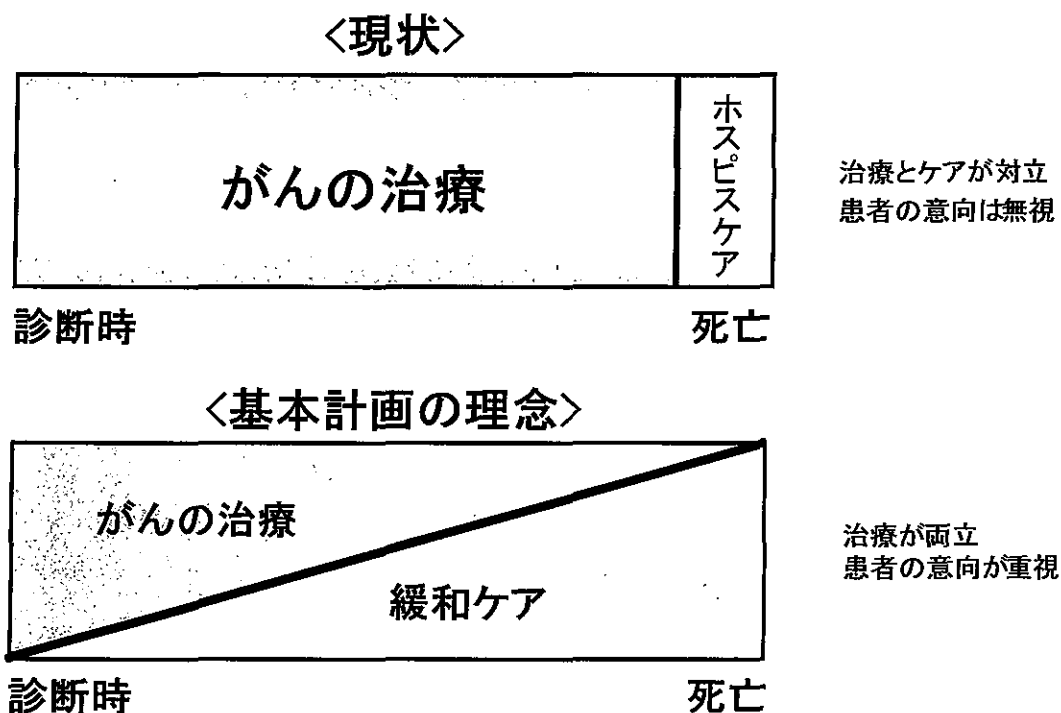 <現状>
がんの治療
ホスピスケア
治療とケアが対立
患者の意向は無視
診断時
死亡
<基本計画の理念>
がんの治療
緩和ケア
治療が両立
患者の意向が重視
診断時
死亡